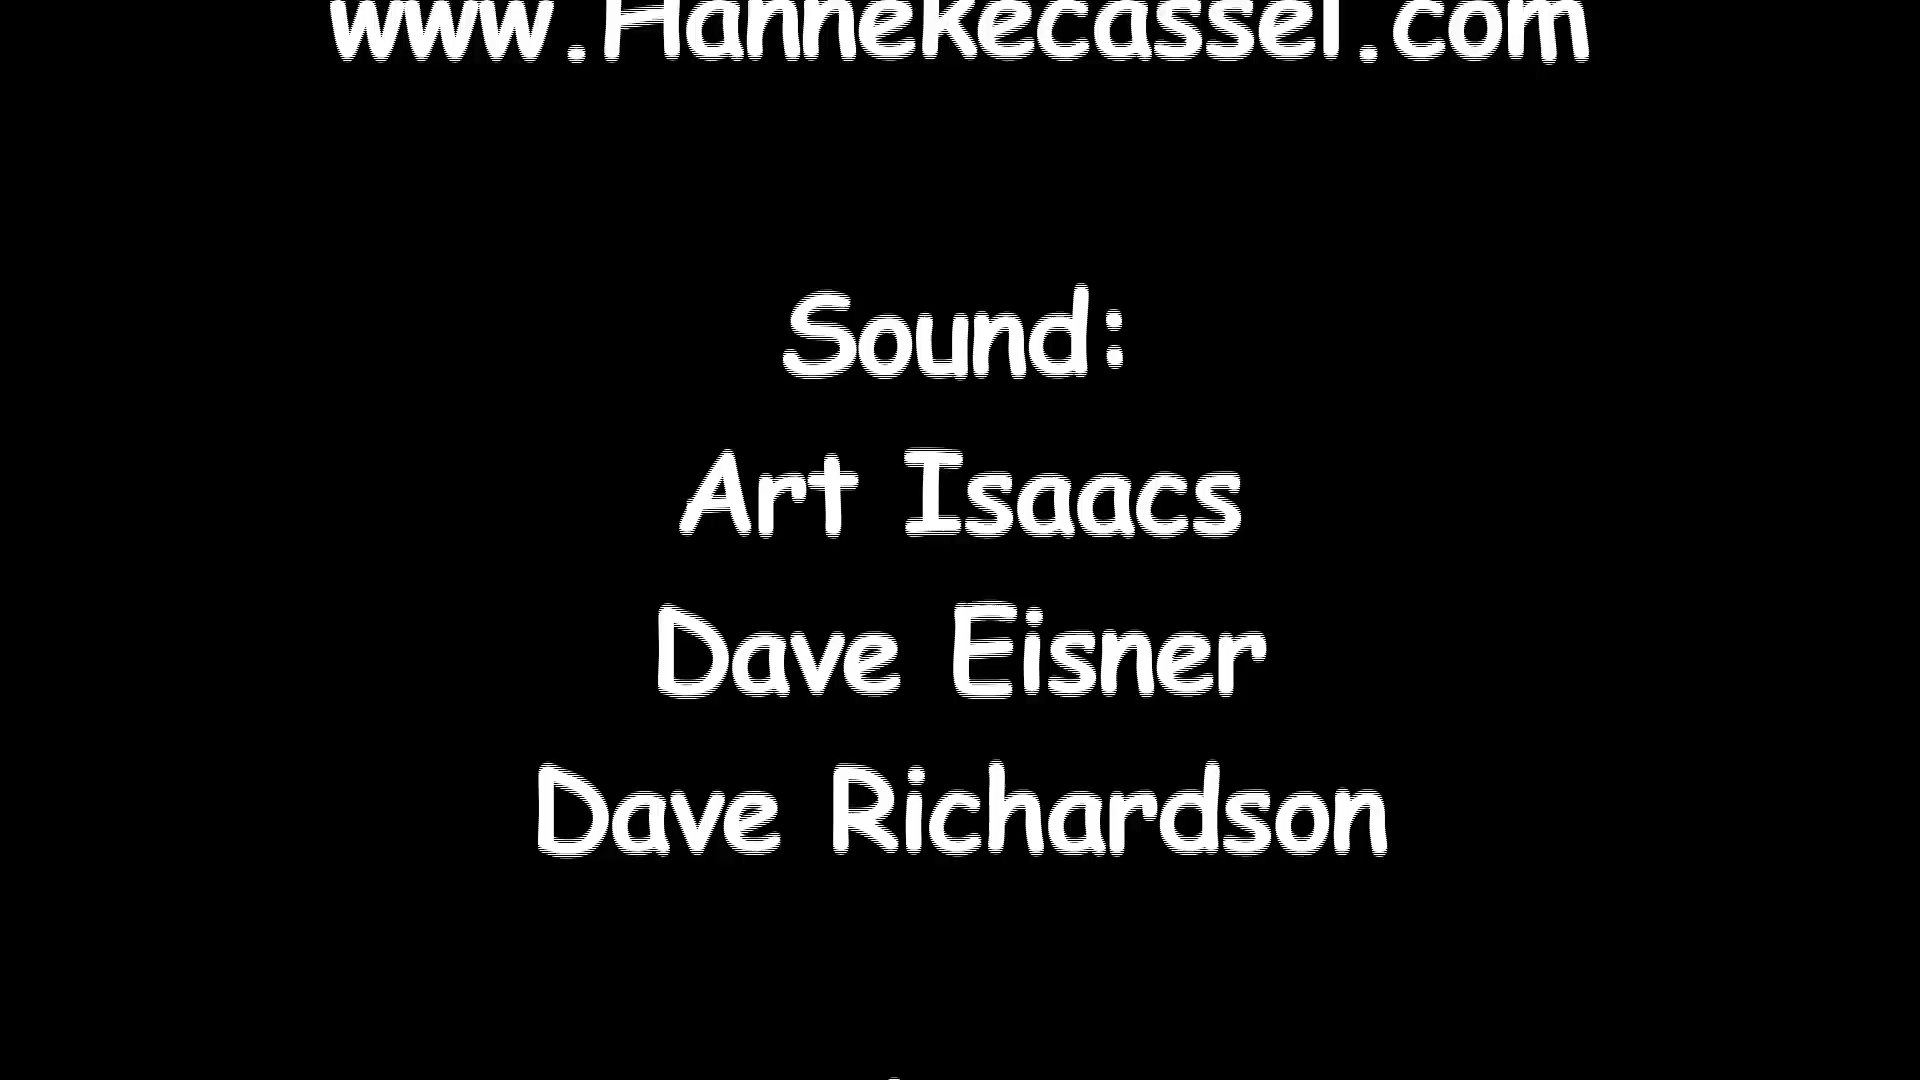 www.Hannekecassel.com
Sound:
Art Isaacs
Dave Eisner
Dave Richardson